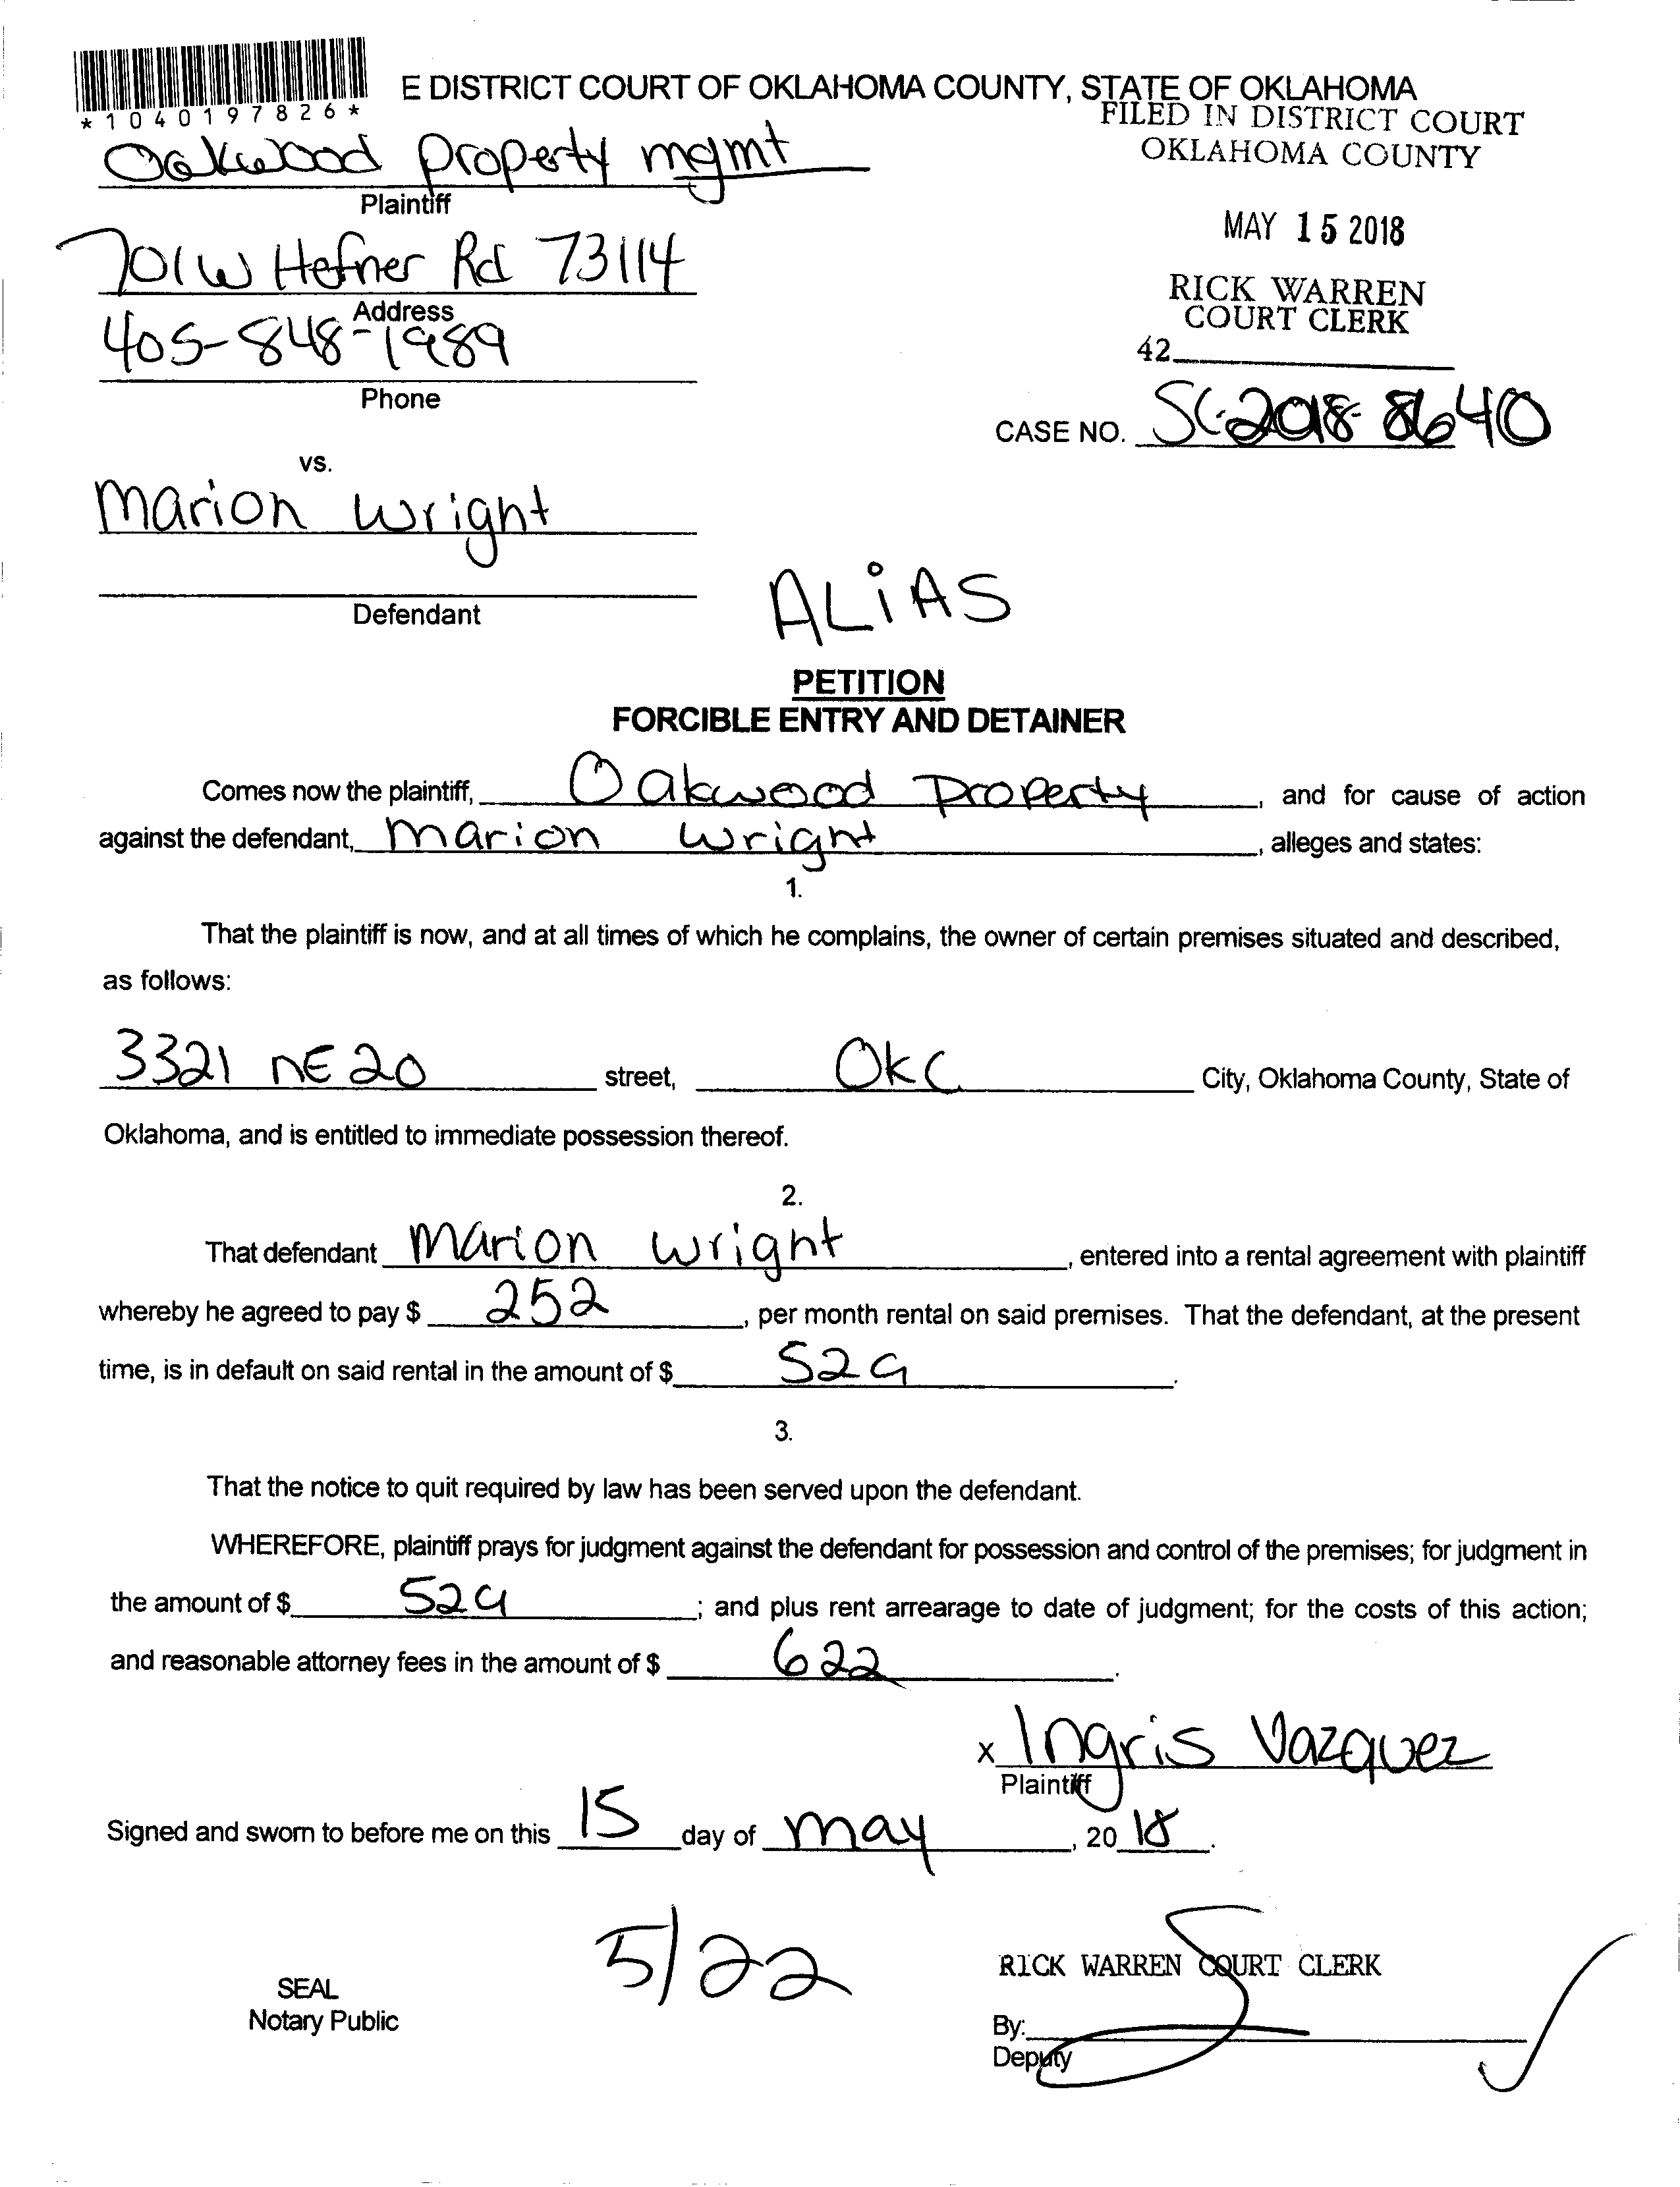 *1040197826*
E DISTRICT COURT OF OKLAHOMA COUNTY, STATE OF OKLAHOMA
FILED IN DISTRICT COURT
OKLAHOMA COUNTY
Oakwood property mgmt
Plaintiff
MAY 15 2018
701 W Hefner Rd 73114
Address
RICK WARREN
COURT CLERK
405-848-1989
42
Phone
CASE NO. SC-2018-8640
vs.
Marion Wright
Defendant
ALiAS
PETITION
FORCIBLE ENTRY AND DETAINER
Comes now the plaintiff, Oakwood Property, and for cause of action
against the defendant, Marion Wright, alleges and states:
1.
That the plaintiff is now, and at all times of which he complains, the owner of certain premises situated and described,
as follows:
3321 NE 20 street, OKC City, Oklahoma County, State of
Oklahoma, and is entitled to immediate possession thereof.
2.
That defendant Marion Wright, entered into a rental agreement with plaintiff
whereby he agreed to pay $ 252, per month rental on said premises. That the defendant, at the present
time, is in default on said rental in the amount of $ 529.
3.
That the notice to quit required by law has been served upon the defendant.
WHEREFORE, plaintiff prays for judgment against the defendant for possession and control of the premises; for judgment in
the amount of $ 529; and plus rent arrearage to date of judgment; for the costs of this action;
and reasonable attorney fees in the amount of $ 622.
x Ingris Vazquez
Plaintiff
Signed and sworn to before me on this 15 day of May, 20 18.
5/22
RICK WARREN COURT CLERK
SEAL
Notary Public
By:
Deputy